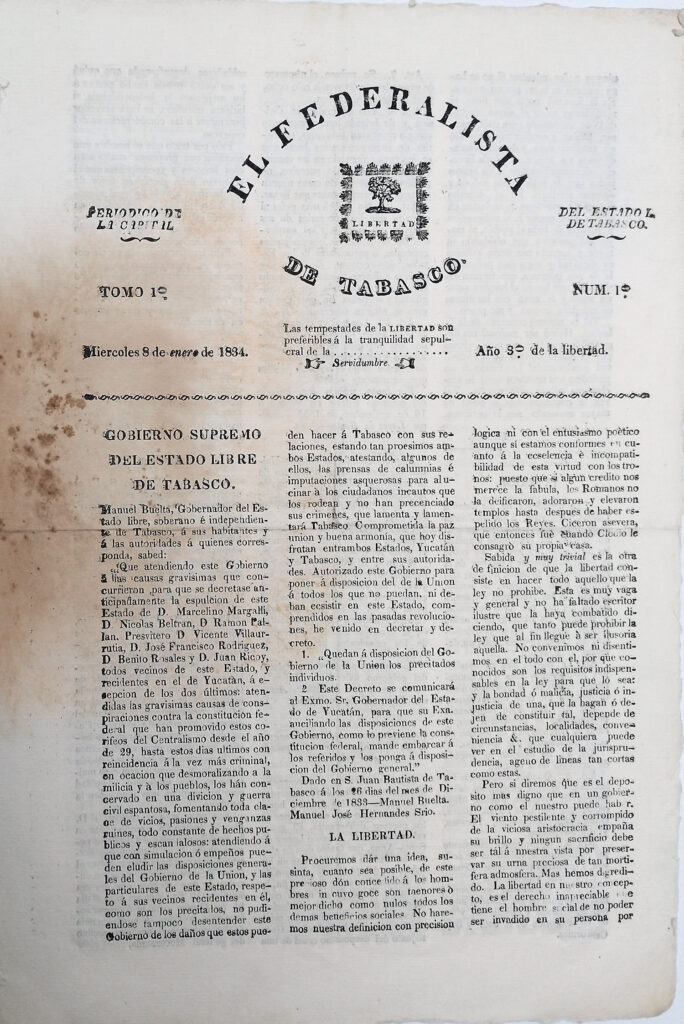 EL FEDERALISTA
LIBERTAD
DE TABASCO.
PERIODICO DE
LA CAPITAL
DEL ESTADO L.
DE TABASCO.
TOMO 1º
NUM. 1º
Miercoles 8 de enero de 1834.
Las tempestades de la LIBERTAD son
preferibles á la tranquilidad sepul-
cral de la ..................
Servidumbre.
Año 3º de la libertad.
GOBIERNO SUPREMO
DEL ESTADO LIBRE
DE TABASCO.
Manuel Buelta, Gobernador del Es-
tado libre, soberano é independien-
te de Tabasco, á sus habitantes y
á las autoridades á quienes corres-
ponda, sabed:
„Que atendiendo este Gobierno
á las causas gravisimas que con-
currieron para que se decretase an-
ticipañamente la espulcion de este
Estado de D. Marcelino Margalli,
D. Nicolas Beltran, D Ramon Pal-
lan. Presvitero D Vicente Villaur-
rutia, D. José Francisco Rodriguez,
D. Benito Rosales y D. Juan Ricoy,
todos vecinos de este Estado, y
recidentes en el de Yucatán, á e-
sepcion de los dos últimos: aten-
didas las gravisimas causas de cons-
piraciones contra la constitucion fe-
deral que han promovido estos co-
rifeos del Centralismo desde el año
de 29, hasta estos dias ultimos con
reincidencia á la vez más criminal,
en ocacion que desmoralizando a la
milicia y á los pueblos, los hán con-
cervado en una divicion y guerra
civil espantosa, fomentando toda cla-
se de vicios, pasiones y venganzas
ruines, todo constante de hechos pu-
blicos y escan lalosos: atendiendo á
que con simulacion ó empeños pue-
den eludir las disposiciones genera-
les del Gobierno de la Union, y las
particulares de este Estado, respe-
to á sus vecinos recidentes en él,
como son los precitalos, no pudi-
endose tampoco desentender este
Gobierno de los daños que estos pue-
den hacer á Tabasco con sus re-
laciones, estando tan procsimos am-
bos Estados, atestando, algunos de
ellos, las prensas de calumnias é
imputaciones asquerosas para alu-
cinar à los ciudadanos incautos que
los rodean y no han precenciado
sus crimenes, que lamenta y lamen-
tará Tabasco Comprometida la paz
union y buena armonía, que hoy dis-
frutan entrambos Estados, Yucatán
y Tabasco, y entre sus autorida-
des. Autorizado este Gobierno para
poner á disposicion del de la Union
á todos los que no puedan, ni de-
ban ecsistir en este Estado, com-
prendidos en las pasadas revolucio-
nes, he venido en decretar y de-
creto.
1. „Quedan á disposicion del Go-
bierno de la Union los precitados
individuos.
2 Este Decreto se comunicará
al Exmo. Sr. Gobernador del Esta-
do de Yucatán, para que su Exa.
ausiliando las disposiciones de este
Gobierno, como lo previene la cons-
titucion federal, mande embarcar á
los referidos y los ponga á disposi-
cion del Gobierno general."
Dado en S. Juan Bautista de Ta-
basco á los 26 dias del mes de Di-
ciembre de 1833—Manuel Buelta.
Manuel José Hernandes Srio.
LA LIBERTAD.
Procuremos dár una idea, su-
sinta, cuanto sea posible, de este
pre ioso dón conce lido á los hom-
bres in cuyo goce son menores ó
mejor dicho como nulos todos los
demas beneficios sociales No hare-
mos nuestra definicion con precision
logica ni con el entusiasmo poètico
aunque si estamos conformes en cu-
anto á la ecselencia é incompati-
bilidad de esta virtud con los tro-
nos: puesto que si algun credito nos
merece la fabula, los Romanos no
la deificaron, adoraron y elevaron
templos hasta despues de haber es-
pelido los Reyes. Ciceron asevera,
que entonces fué cuando Clodio le
consagrò su propia casa.
Sabida y muy trivial es la otra
de finicion de que la libertad con-
siste en hacer todo aquello que la
ley no prohibe. Esta es muy vaga
y general y no ha faltado escritor
ilustre que la haya combatido di-
ciendo, que tanto puede prohibir la
ley que al fin llegue à ser ilusoria
aquella. No convenimos ni disenti-
mos en el todo con el, por que co-
nocidos son los requisitos indispen-
sables en la ley para que lo sea:
y la bondad ó malicia, justicia ó in-
justicia de una, que la hagan ó de-
jen de constituir tál, depende de
circunstancias, localidades, conve-
niencia &. que cualquiera puede
ver en el estudio de la jurispru-
dencia, ageno de lineas tan cortas
como estas.
Pero si diremos que es el depo-
sito mas digno que en un gobier-
no como el nuestro puede hab r.
El viento pestilente y corrompido
de la viciosa aristocracia empaña
su brillo y ningun sacrificio debe
ser tál á nuestra vista por preser-
var su urna preciosa de tan morti-
fera admosfera. Mas hemos digredi-
do. La libertad en nuestro concep-
to, es el derecho inapreciable que
tiene el hombre social de no poder
ser invadido en su persona por